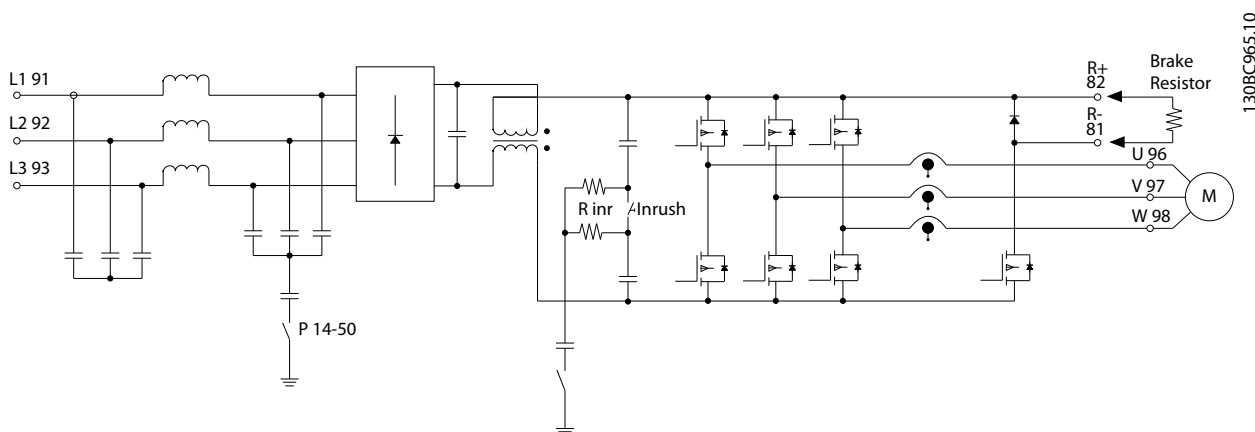 L1 91
L2 92
L3 93
P 14-50
R inr
Inrush
R+
82
R-
81
Brake
Resistor
U 96
V 97
W 98
M
130BC965.10